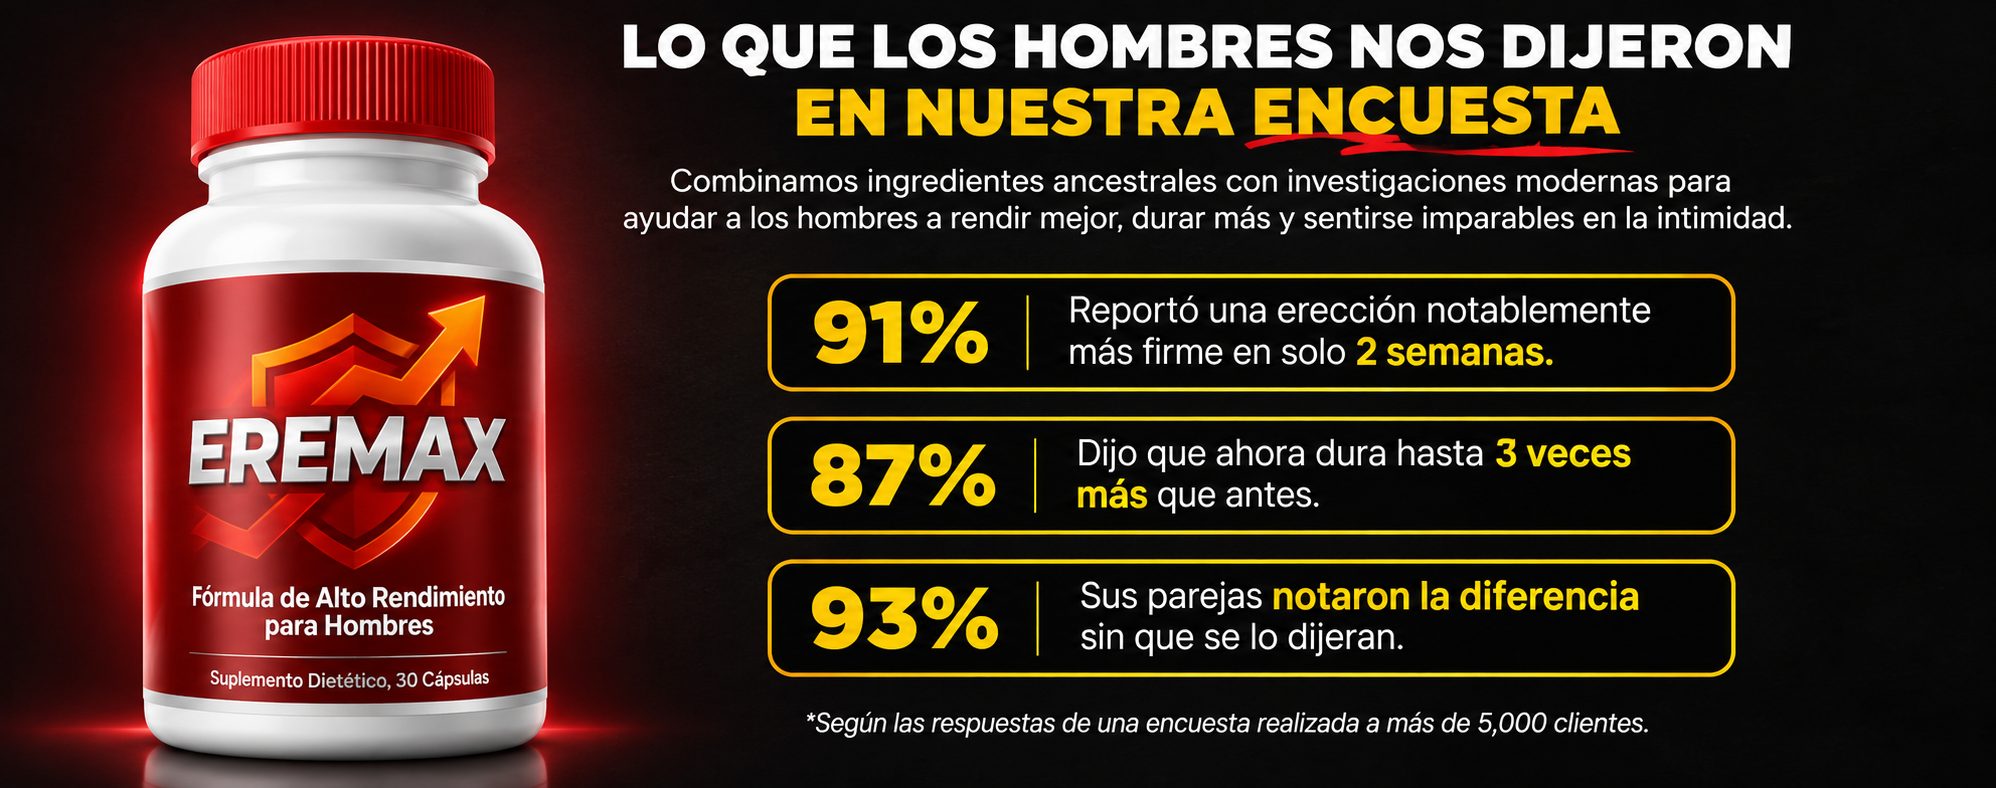 LO QUE LOS HOMBRES NOS DIJERON
EN NUESTRA ENCUESTA
Combinamos ingredientes ancestrales con investigaciones modernas para
ayudar a los hombres a rendir mejor, durar más y sentirse imparables en la intimidad.
91%
Reportó una erección notablemente
más firme en solo 2 semanas.
87%
Dijo que ahora dura hasta 3 veces
más que antes.
93%
Sus parejas notaron la diferencia
sin que se lo dijeran.
*Según las respuestas de una encuesta realizada a más de 5,000 clientes.
EREMAX
Fórmula de Alto Rendimiento
para Hombres
Suplemento Dietético, 30 Cápsulas